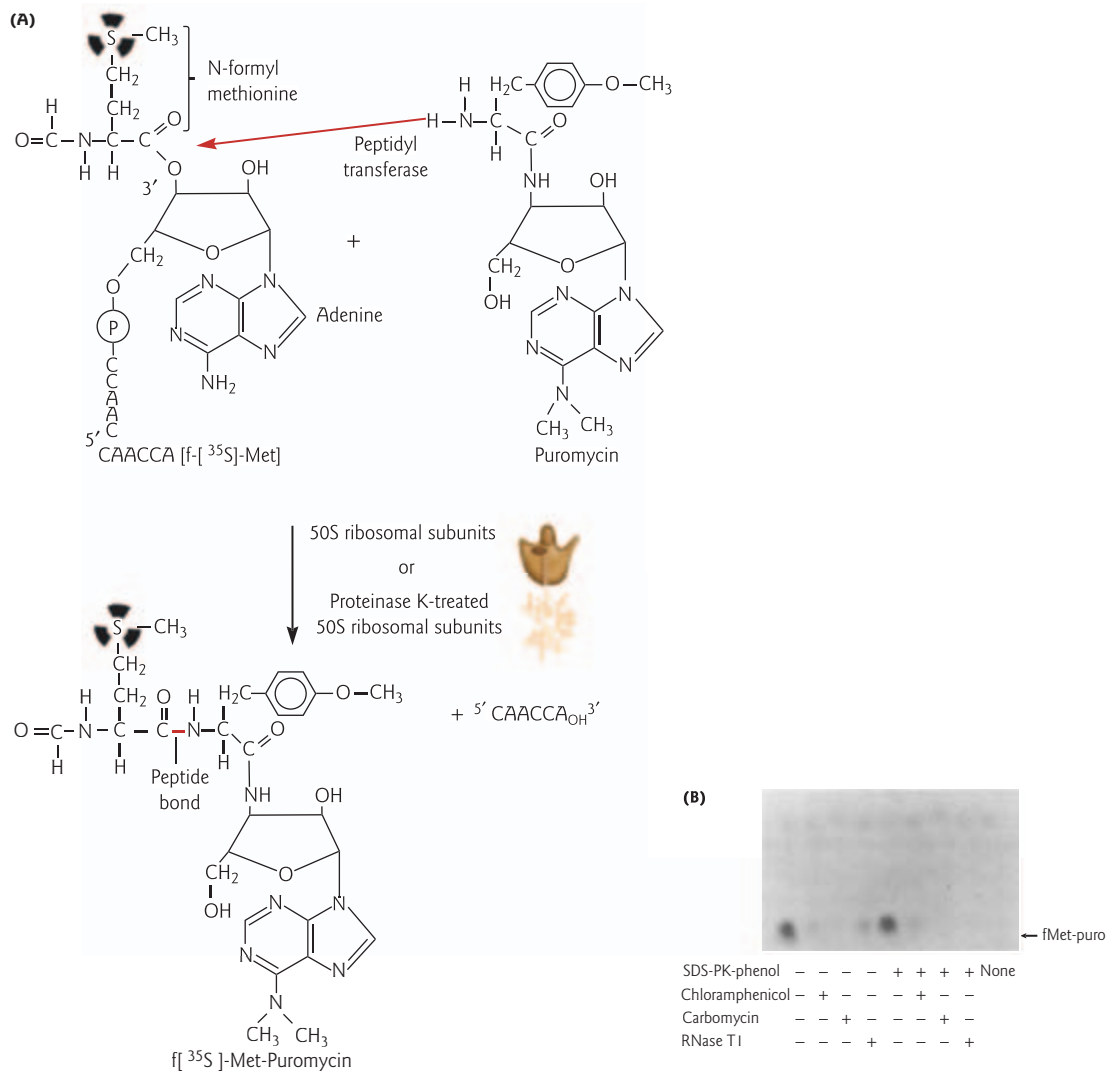 (A)
S—CH3
CH2
CH2
N-formyl
methionine
H
O=C—N—C—C
O
H H
O
3′
OH
CH2
O
O
P
C
C
A
A
C
5′
CAACCA [f-[ 35S]-Met]
N
N
N
N
NH2
Adenine
+
H2C
O—CH3
H
H—N—C
C
O
H
Peptidyl
transferase
NH
OH
CH2
OH
O
N
N
N
N
N
CH3 CH3
Puromycin
50S ribosomal subunits
or
Proteinase K-treated
50S ribosomal subunits
S—CH3
CH2
CH2
O
H
H2C
O—CH3
H
O=C—N—C—C—N—C
C
O
H
H
H
Peptide
bond
NH
OH
CH2
OH
O
N
N
N
N
N
CH3 CH3
f[ 35S ]-Met-Puromycin
+ 5′ CAACCAOH3′
(B)
fMet-puro
SDS-PK-phenol – – – – + + + + None
Chloramphenicol – + – – – + – –
Carbomycin – – + – – – + –
RNase T1 – – – + – – – +